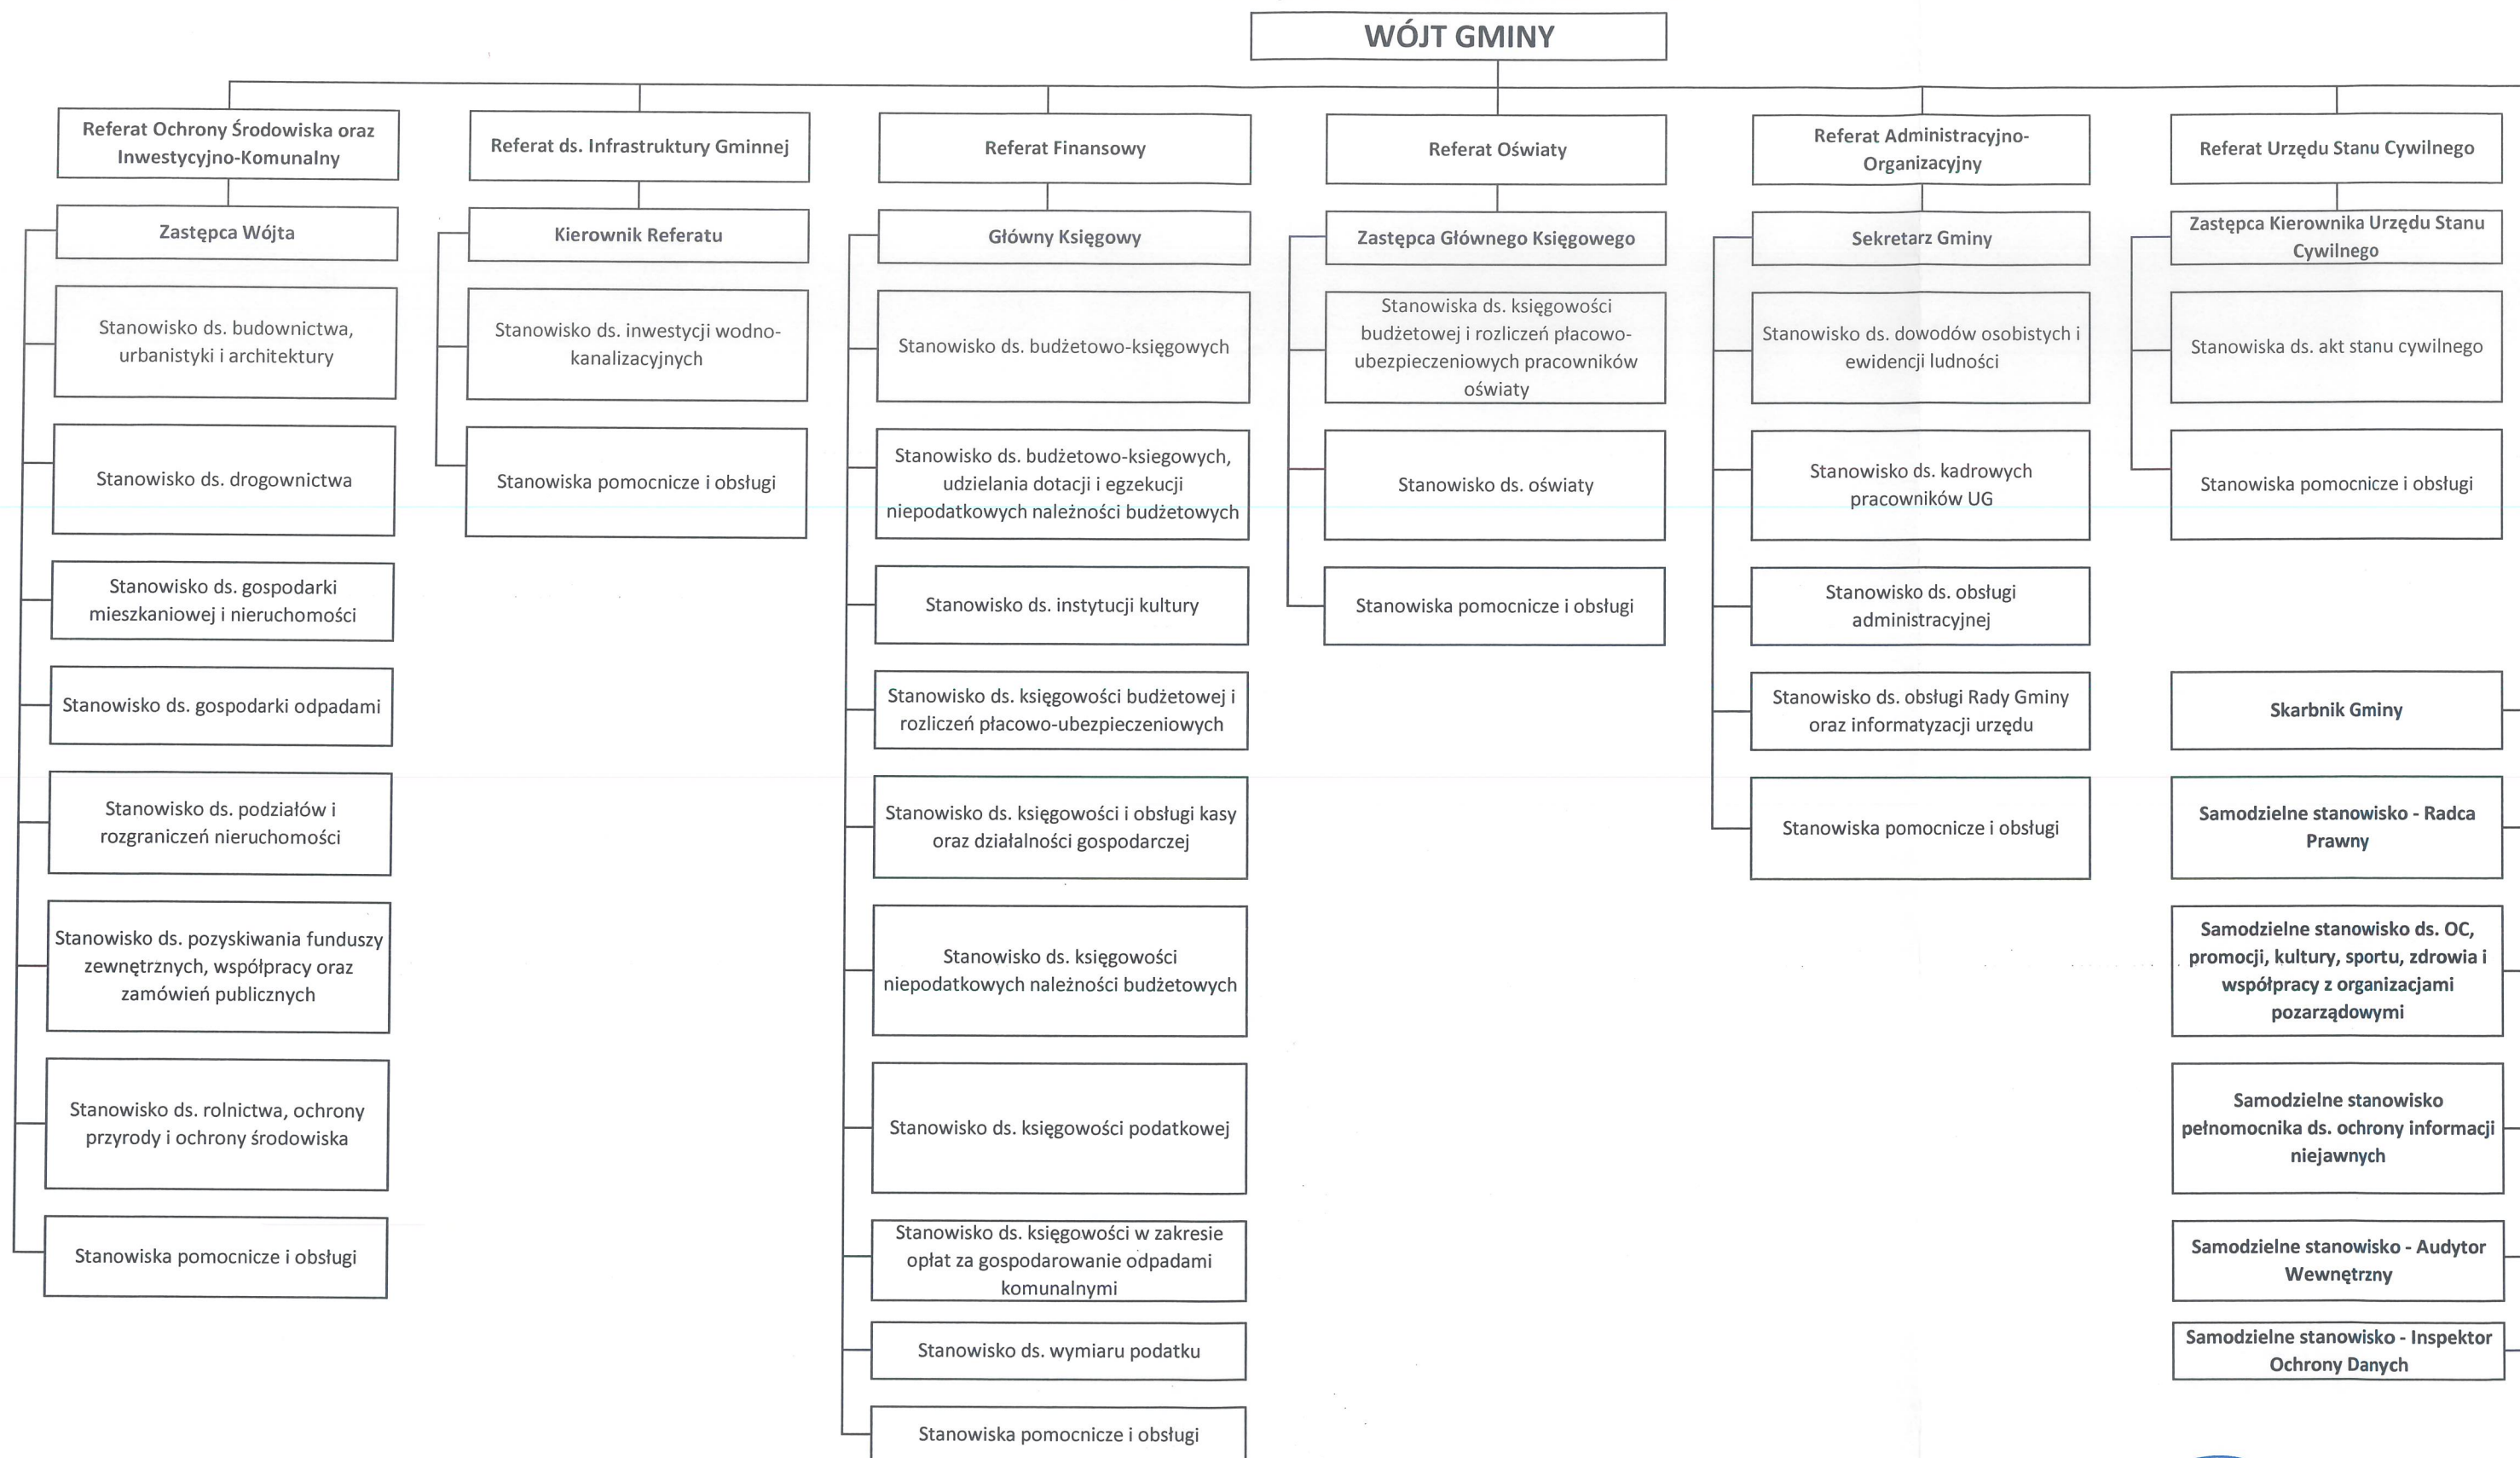 WÓJT GMINY
Referat Ochrony Środowiska oraz
Inwestycyjno-Komunalny
Zastępca Wójta
Stanowisko ds. budownictwa,
urbanistyki i architektury
Stanowisko ds. drogownictwa
Stanowisko ds. gospodarki
mieszkaniowej i nieruchomości
Stanowisko ds. gospodarki odpadami
Stanowisko ds. podziałów i
rozgraniczeń nieruchomości
Stanowisko ds. pozyskiwania funduszy
zewnętrznych, współpracy oraz
zamówień publicznych
Stanowisko ds. rolnictwa, ochrony
przyrody i ochrony środowiska
Stanowiska pomocnicze i obsługi
Referat ds. Infrastruktury Gminnej
Kierownik Referatu
Stanowisko ds. inwestycji wodno-
kanalizacyjnych
Stanowiska pomocnicze i obsługi
Referat Finansowy
Główny Księgowy
Stanowisko ds. budżetowo-księgowych
Stanowisko ds. budżetowo-ksiegowych,
udzielania dotacji i egzekucji
niepodatkowych należności budżetowych
Stanowisko ds. instytucji kultury
Stanowisko ds. księgowości budżetowej i
rozliczeń płacowo-ubezpieczeniowych
Stanowisko ds. księgowości i obsługi kasy
oraz działalności gospodarczej
Stanowisko ds. księgowości
niepodatkowych należności budżetowych
Stanowisko ds. księgowości podatkowej
Stanowisko ds. księgowości w zakresie
opłat za gospodarowanie odpadami
komunalnymi
Stanowisko ds. wymiaru podatku
Stanowiska pomocnicze i obsługi
Referat Oświaty
Zastępca Głównego Księgowego
Stanowiska ds. księgowości
budżetowej i rozliczeń płacowo-
ubezpieczeniowych pracowników
oświaty
Stanowisko ds. oświaty
Stanowiska pomocnicze i obsługi
Referat Administracyjno-
Organizacyjny
Sekretarz Gminy
Stanowisko ds. dowodów osobistych i
ewidencji ludności
Stanowisko ds. kadrowych
pracowników UG
Stanowisko ds. obsługi
administracyjnej
Stanowisko ds. obsługi Rady Gminy
oraz informatyzacji urzędu
Stanowiska pomocnicze i obsługi
Referat Urzędu Stanu Cywilnego
Zastępca Kierownika Urzędu Stanu
Cywilnego
Stanowiska ds. akt stanu cywilnego
Stanowiska pomocnicze i obsługi
Skarbnik Gminy
Samodzielne stanowisko - Radca
Prawny
Samodzielne stanowisko ds. OC,
promocji, kultury, sportu, zdrowia i
współpracy z organizacjami
pozarządowymi
Samodzielne stanowisko
pełnomocnika ds. ochrony informacji
niejawnych
Samodzielne stanowisko - Audytor
Wewnętrzny
Samodzielne stanowisko - Inspektor
Ochrony Danych